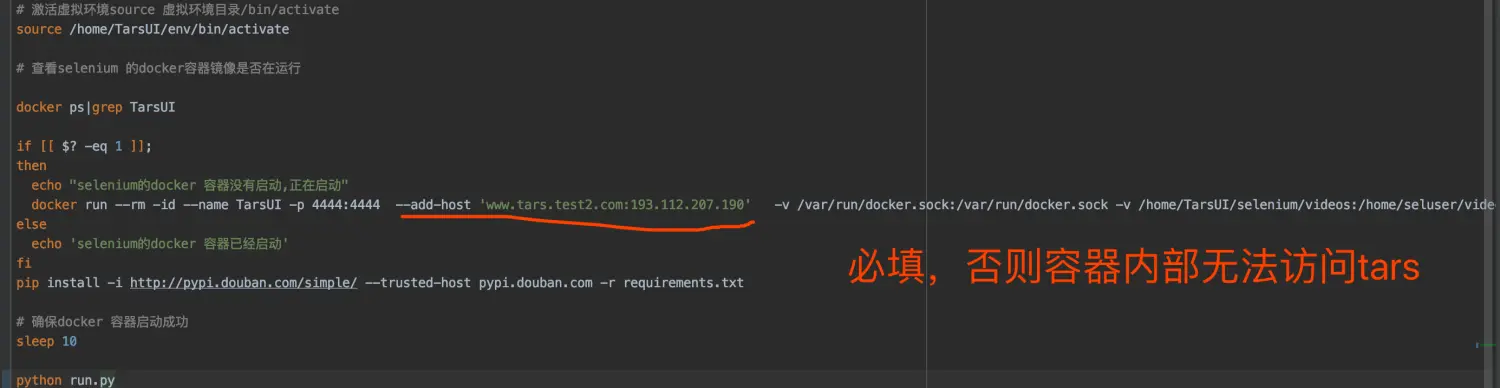 # 激活虚拟环境source 虚拟环境目录/bin/activate
source /home/TarsUI/env/bin/activate
# 查看selenium 的docker容器镜像是否在运行
docker ps|grep TarsUI
if [[ $? -eq 1 ]];
then
echo "selenium的docker 容器没有启动,正在启动"
docker run --rm -id --name TarsUI -p 4444:4444 --add-host 'www.tars.test2.com:193.112.207.190' -v /var/run/docker.sock:/var/run/docker.sock -v /home/TarsUI/selenium/videos:/home/seluser/vide
else
echo 'selenium的docker 容器已经启动'
fi
必填，否则容器内部无法访问tars
pip install -i http://pypi.douban.com/simple/ --trusted-host pypi.douban.com -r requirements.txt
# 确保docker 容器启动成功
sleep 10
python run.py